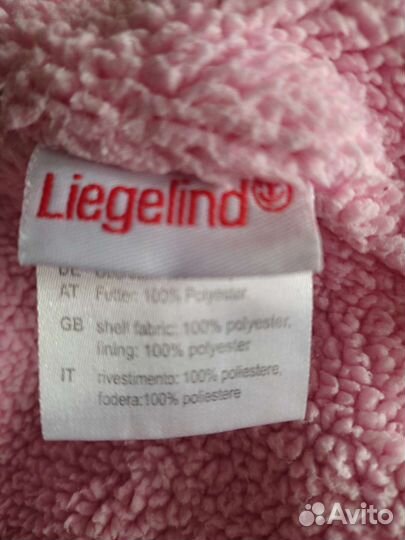 Liegelind
DE
AT Futter: 100% Polyester
GB shell fabric: 100% polyester,
lining: 100% polyester
IT rivestimento: 100% poliestere,
fodera:100% poliestere
Avito